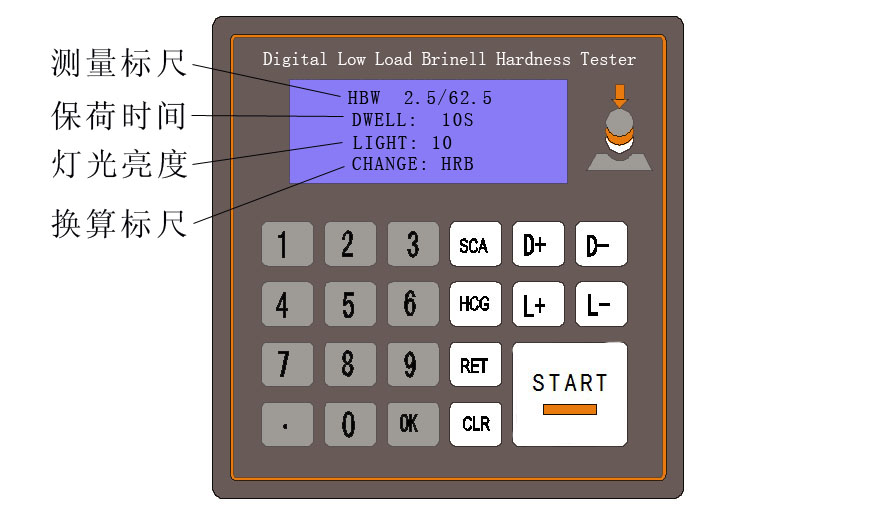 Digital Low Load Brinell Hardness Tester
测量标尺
HBW 2.5/62.5
保荷时间
DWELL: 10S
灯光亮度
LIGHT: 10
换算标尺
CHANGE: HRB
1 2 3 SCA D+ D-
4 5 6 HCG L+ L-
7 8 9 RET
START
. 0 OK CLR